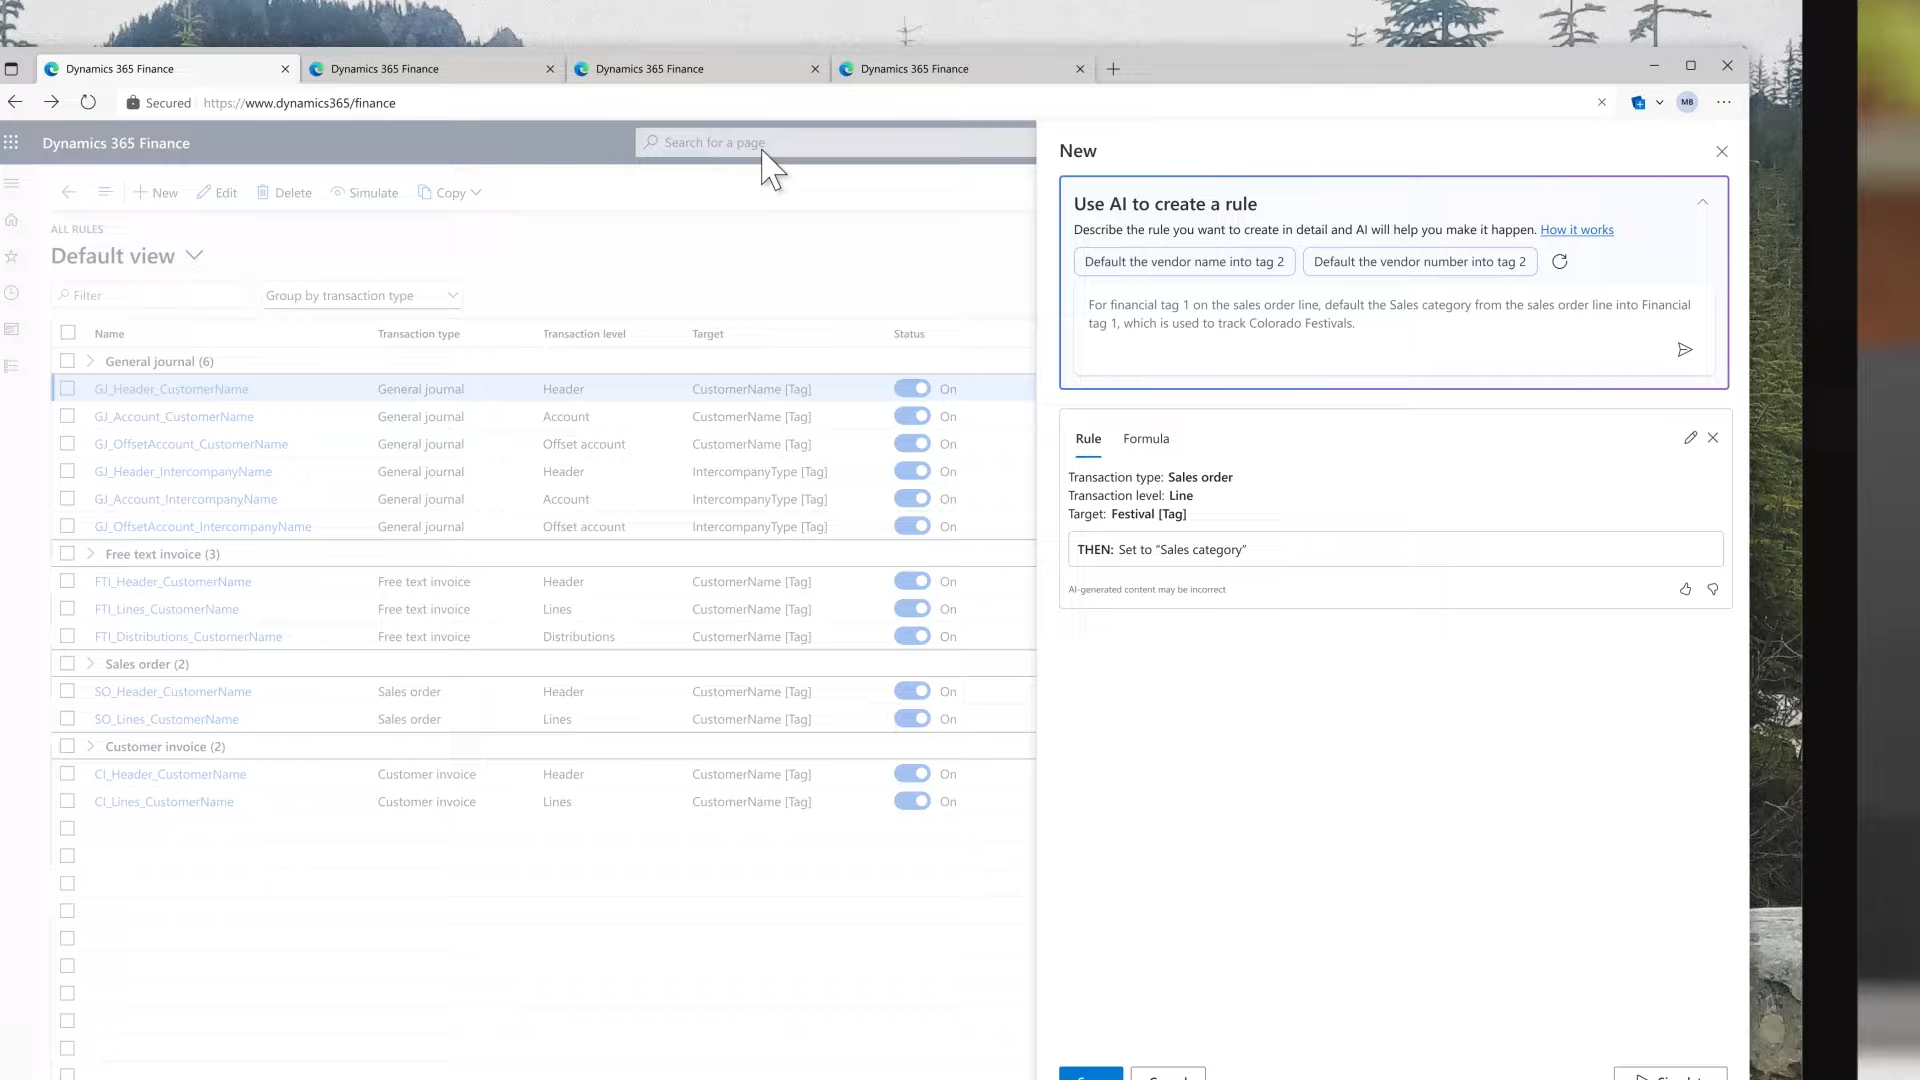 Dynamics 365 Finance
Dynamics 365 Finance
Dynamics 365 Finance
Dynamics 365 Finance
Secured https://www.dynamics365/finance
MB
Dynamics 365 Finance
Search for a page
New Edit Delete Simulate Copy
ALL RULES
Default view
Filter
Group by transaction type
Name Transaction type Transaction level Target Status
General journal (6)
GJ_Header_CustomerName General journal Header CustomerName [Tag] On
GJ_Account_CustomerName General journal Account CustomerName [Tag] On
GJ_OffsetAccount_CustomerName General journal Offset account CustomerName [Tag] On
GJ_Header_IntercompanyName General journal Header IntercompanyType [Tag] On
GJ_Account_IntercompanyName General journal Account IntercompanyType [Tag] On
GJ_OffsetAccount_IntercompanyName General journal Offset account IntercompanyType [Tag] On
Free text invoice (3)
FTI_Header_CustomerName Free text invoice Header CustomerName [Tag] On
FTI_Lines_CustomerName Free text invoice Lines CustomerName [Tag] On
FTI_Distributions_CustomerName Free text invoice Distributions CustomerName [Tag] On
Sales order (2)
SO_Header_CustomerName Sales order Header CustomerName [Tag] On
SO_Lines_CustomerName Sales order Lines CustomerName [Tag] On
Customer invoice (2)
CI_Header_CustomerName Customer invoice Header CustomerName [Tag] On
CI_Lines_CustomerName Customer invoice Lines CustomerName [Tag] On
New
Use AI to create a rule
Describe the rule you want to create in detail and AI will help you make it happen. How it works
Default the vendor name into tag 2
Default the vendor number into tag 2
For financial tag 1 on the sales order line, default the Sales category from the sales order line into Financial
tag 1, which is used to track Colorado Festivals.
Rule Formula
Transaction type: Sales order
Transaction level: Line
Target: Festival [Tag]
THEN: Set to “Sales category”
AI-generated content may be incorrect